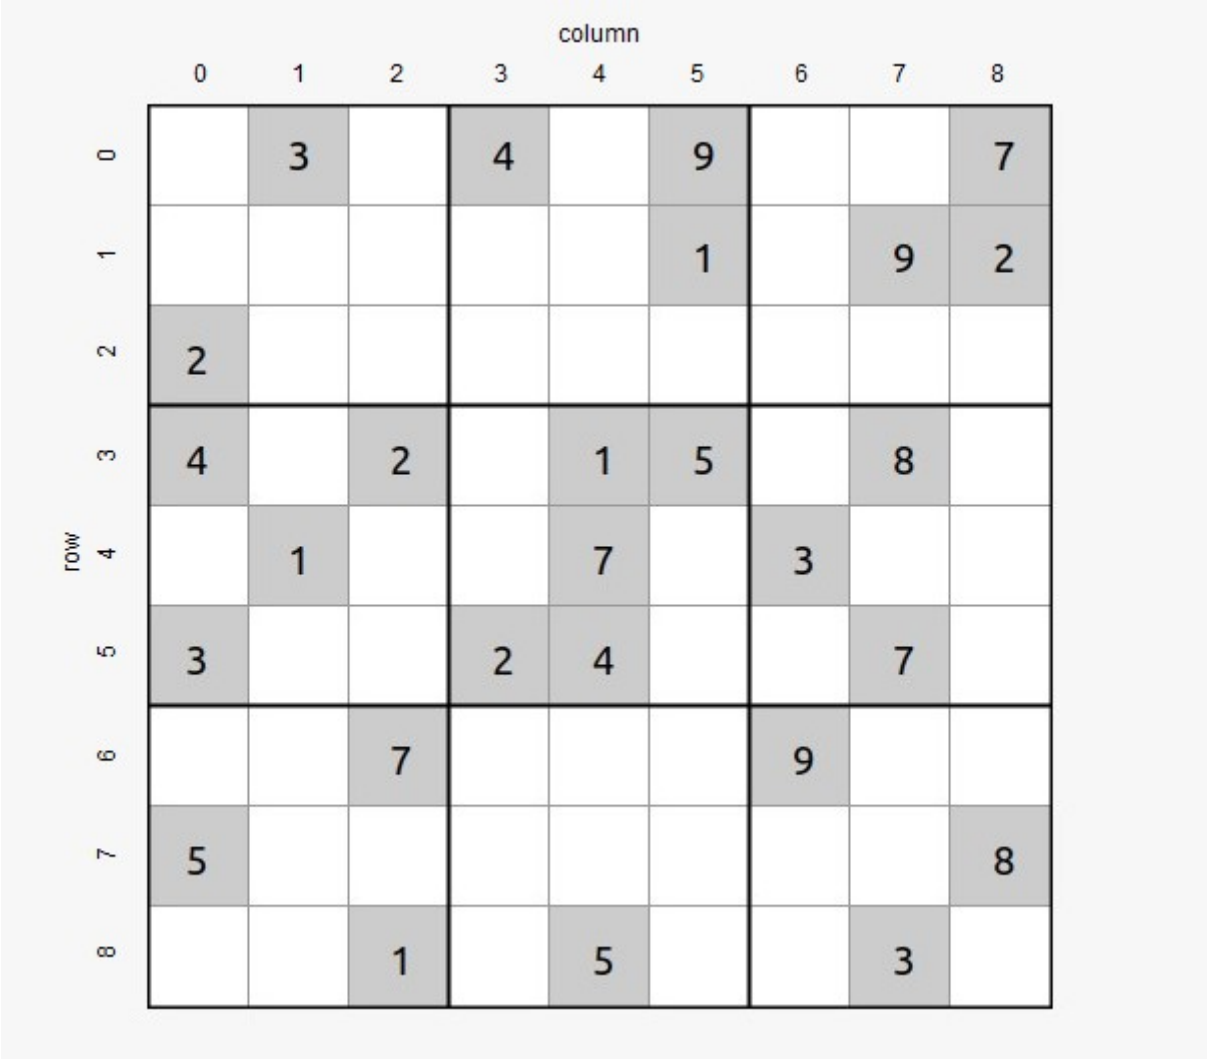 column
0 1 2 3 4 5 6 7 8
0 3 4 9 7
1 1 9 2
2 2
3 4 2 1 5 8
row
4 1 7 3
5 3 2 4 7
6 7 9
7 5 8
8 1 5 3